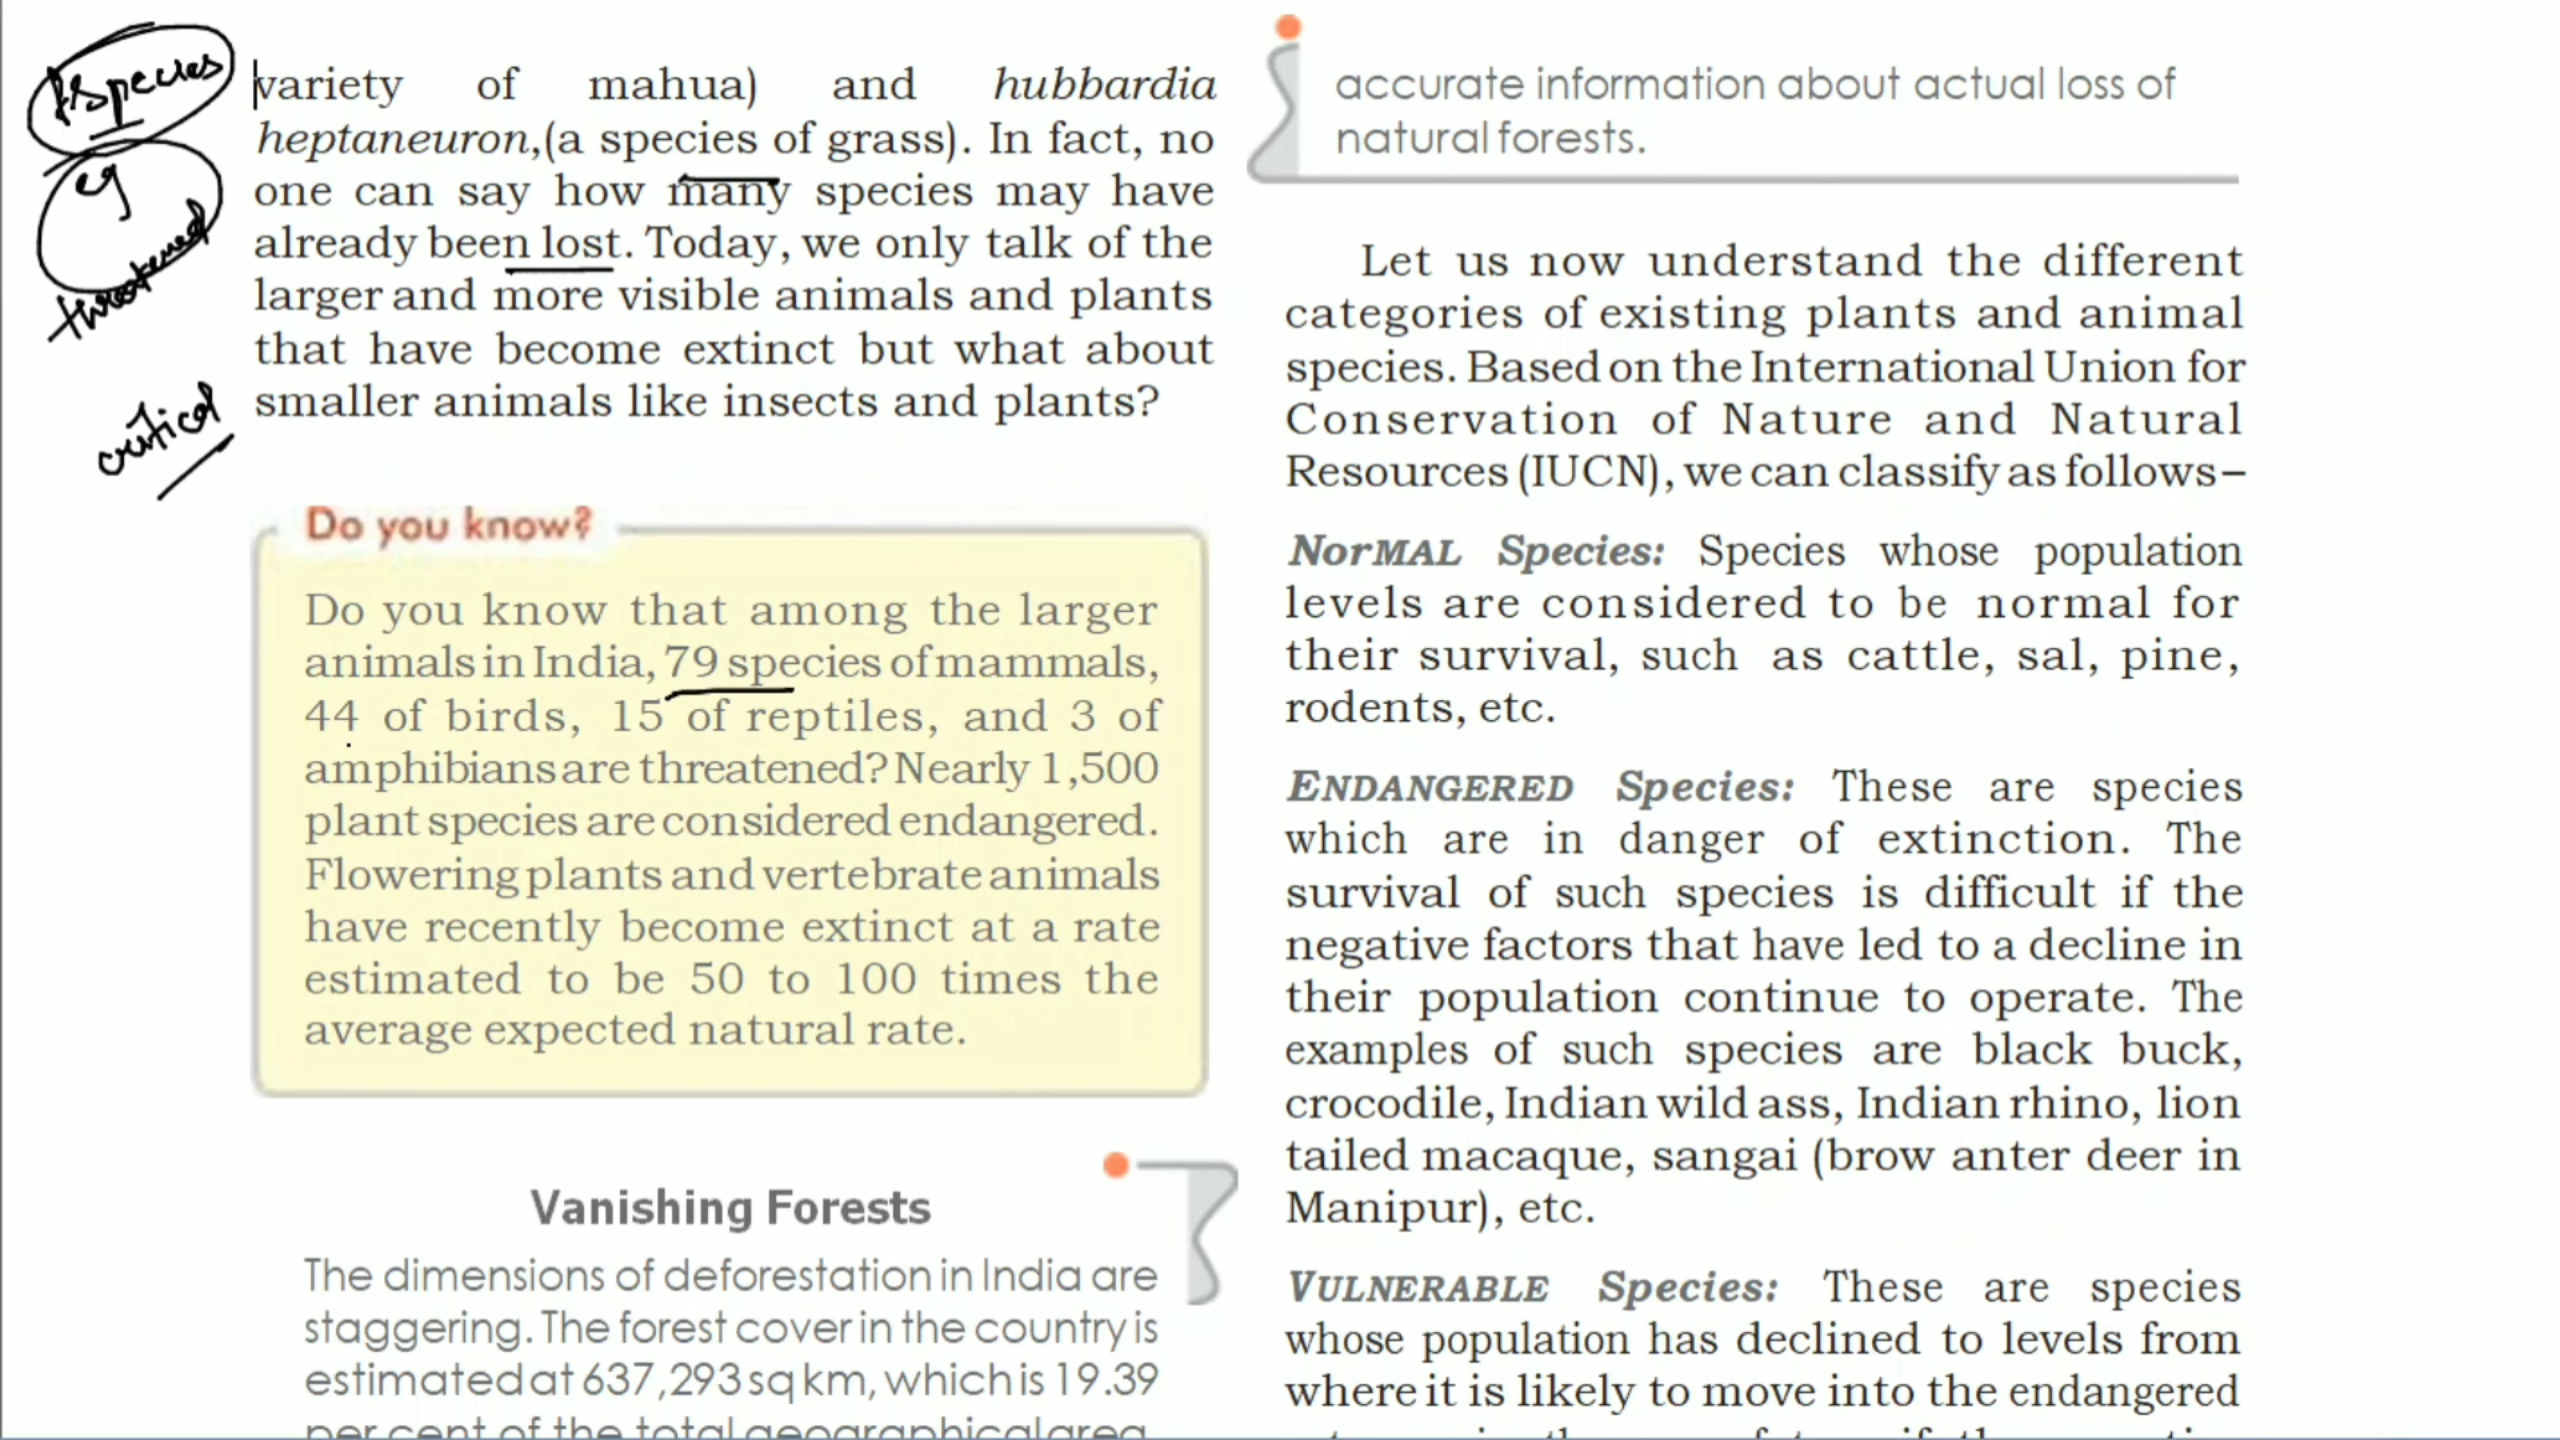 species
eg
threatened
critical
variety of mahua) and hubbardia
heptaneuron,(a species of grass). In fact, no
one can say how many species may have
already been lost. Today, we only talk of the
larger and more visible animals and plants
that have become extinct but what about
smaller animals like insects and plants?
Do you know?
Do you know that among the larger
animals in India, 79 species of mammals,
44 of birds, 15 of reptiles, and 3 of
amphibians are threatened? Nearly 1,500
plant species are considered endangered.
Flowering plants and vertebrate animals
have recently become extinct at a rate
estimated to be 50 to 100 times the
average expected natural rate.
Vanishing Forests
The dimensions of deforestation in India are
staggering. The forest cover in the country is
estimated at 637,293 sq km, which is 19.39
per cent of the total geographical area.
accurate information about actual loss of
natural forests.
Let us now understand the different
categories of existing plants and animal
species. Based on the International Union for
Conservation of Nature and Natural
Resources (IUCN), we can classify as follows–
NorMAL Species: Species whose population
levels are considered to be normal for
their survival, such as cattle, sal, pine,
rodents, etc.
ENDANGERED Species: These are species
which are in danger of extinction. The
survival of such species is difficult if the
negative factors that have led to a decline in
their population continue to operate. The
examples of such species are black buck,
crocodile, Indian wild ass, Indian rhino, lion
tailed macaque, sangai (brow anter deer in
Manipur), etc.
VULNERABLE Species: These are species
whose population has declined to levels from
where it is likely to move into the endangered